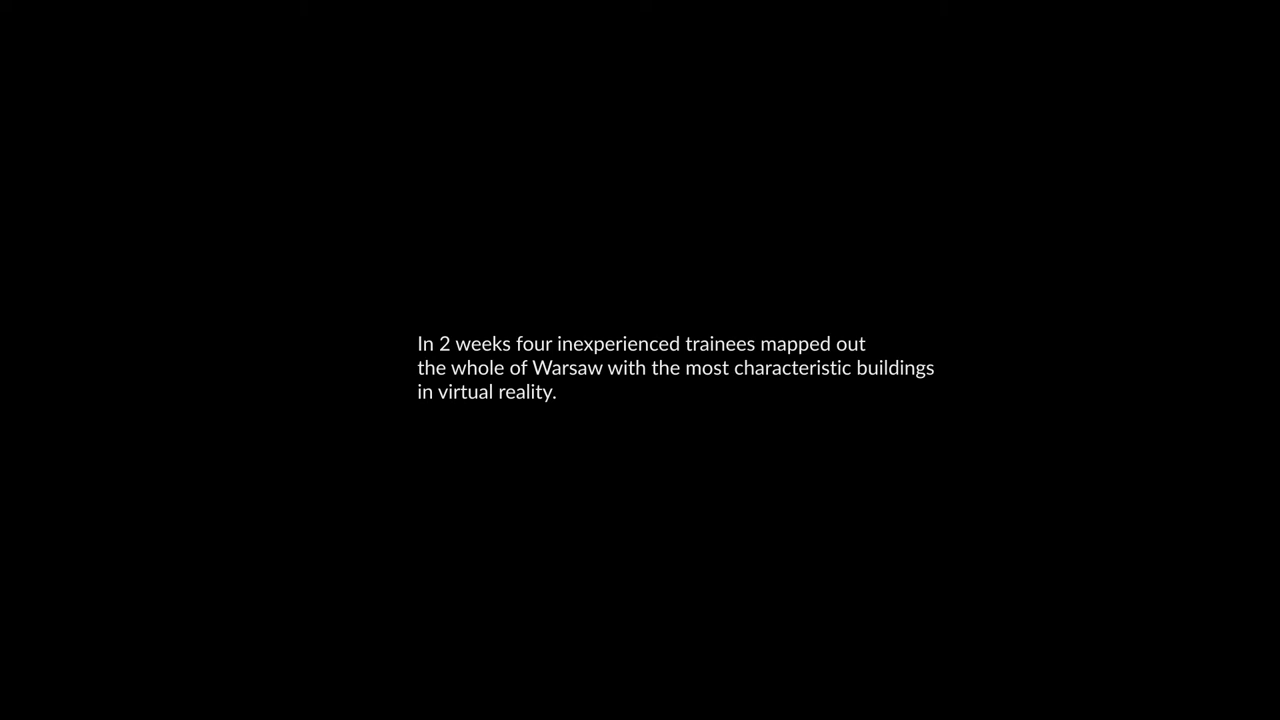 In 2 weeks four inexperienced trainees mapped out
the whole of Warsaw with the most characteristic buildings
in virtual reality.